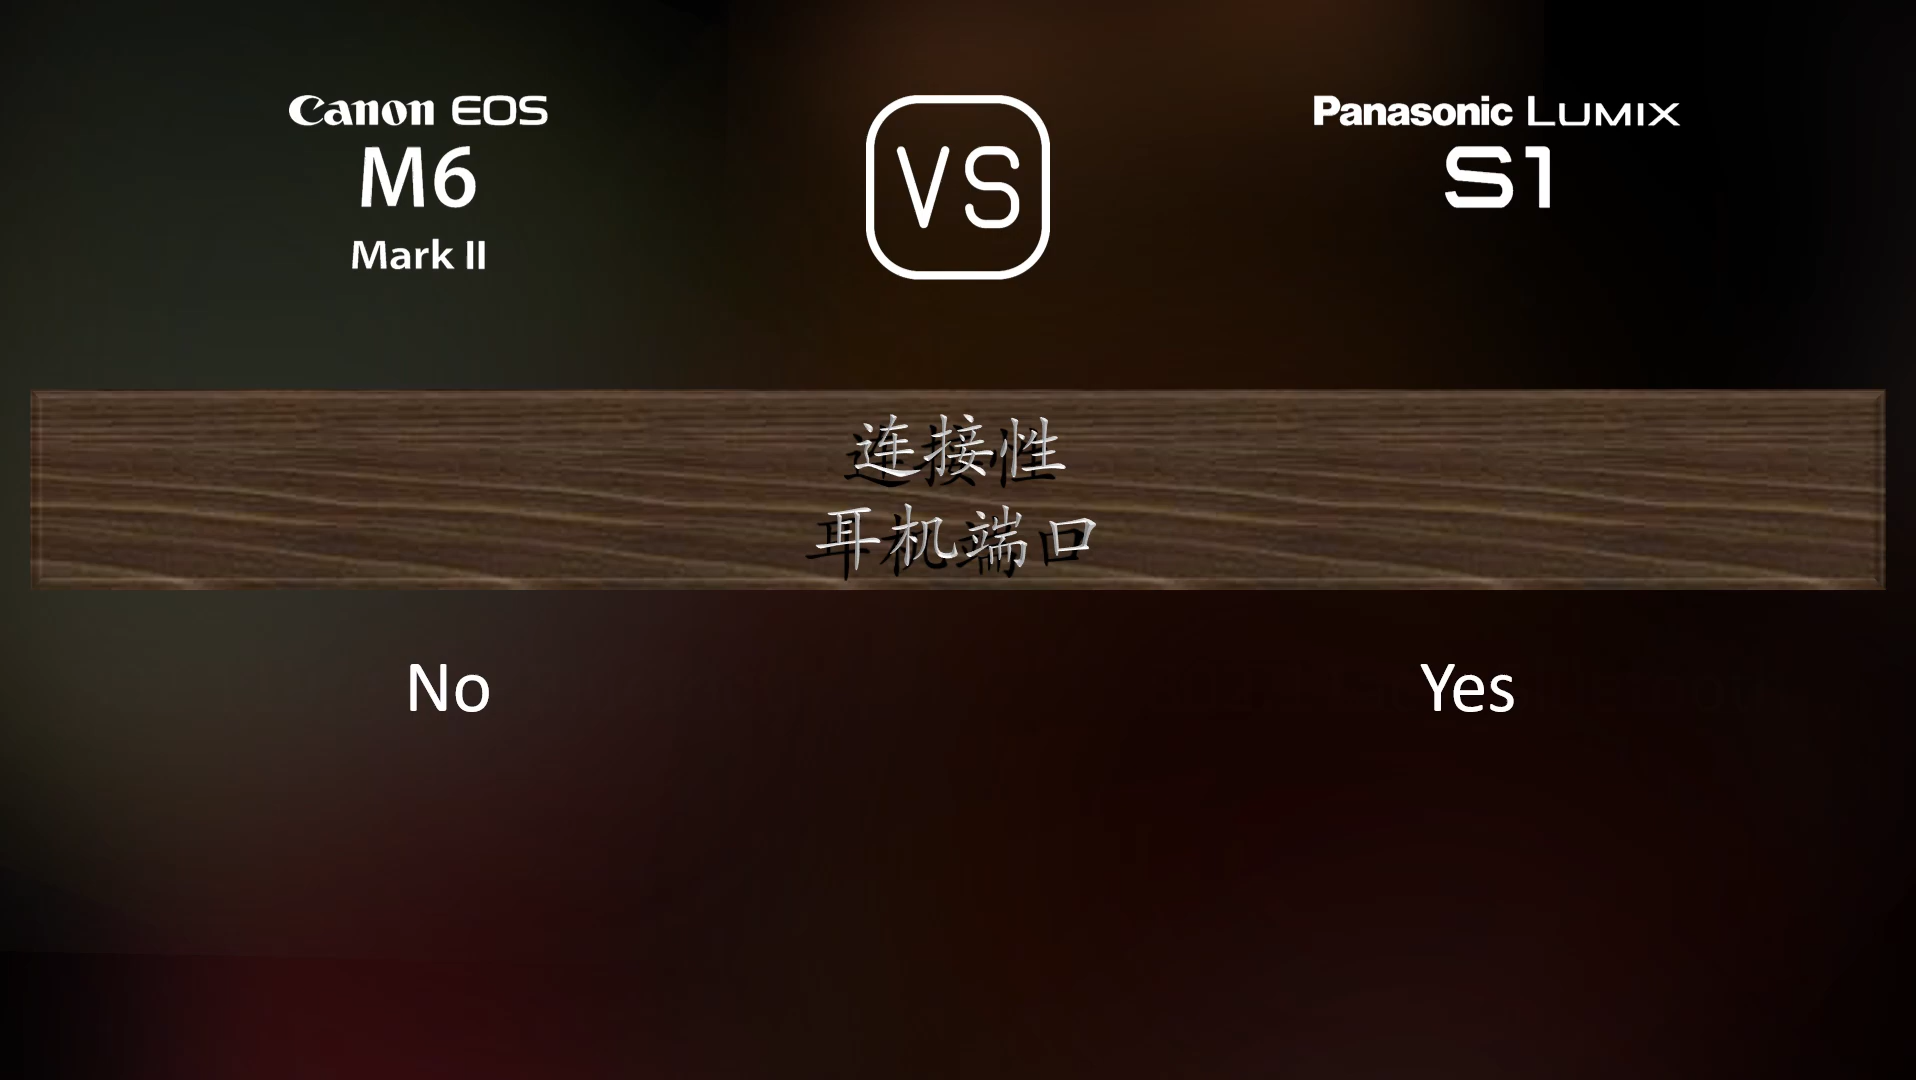 Canon EOS
M6
Mark II
VS
Panasonic LUMIX
S1
连接性
耳机端口
No
Yes